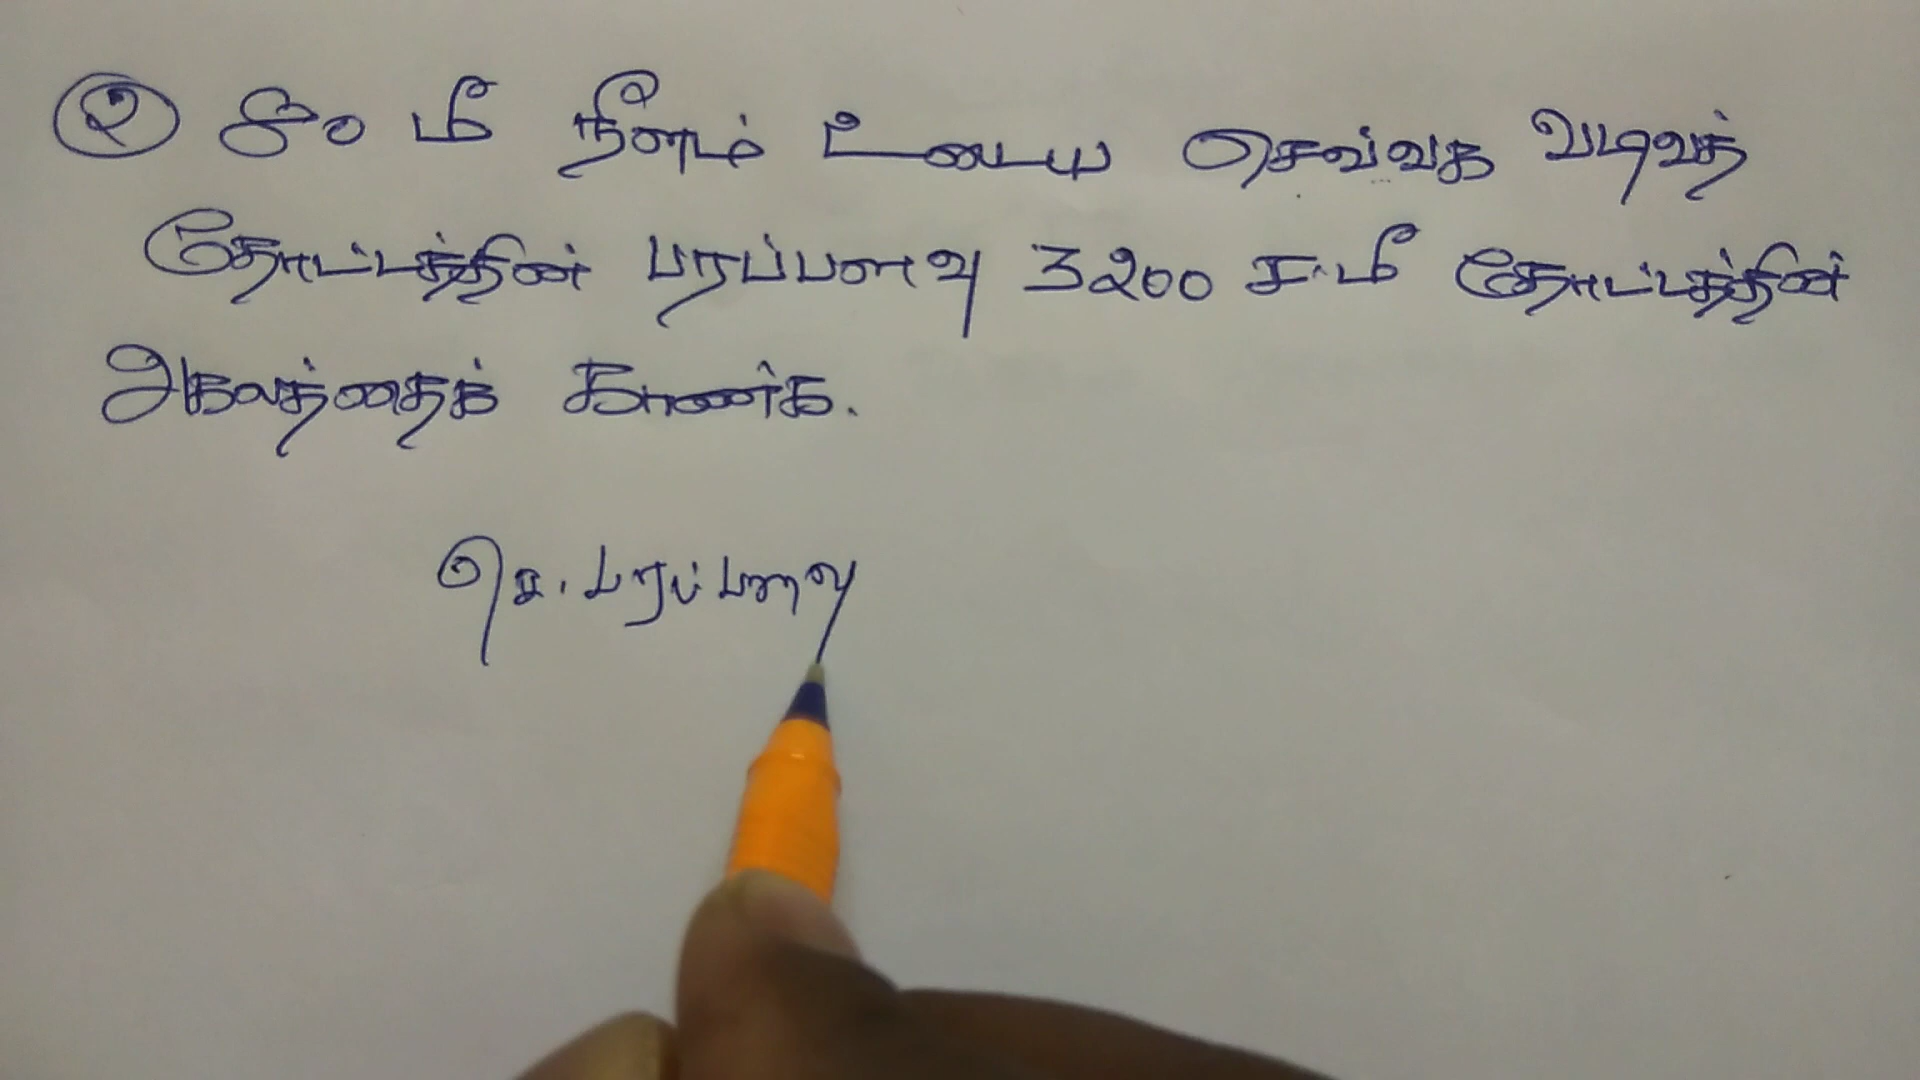 2 80 மீ நீளம் உடைய செவ்வக வடிவத்
தோட்டத்தின் பரப்பளவு 3200 ச.மீ தோட்டத்தின்
அகலத்தைக் காண்க.
செ. பரப்பளவு